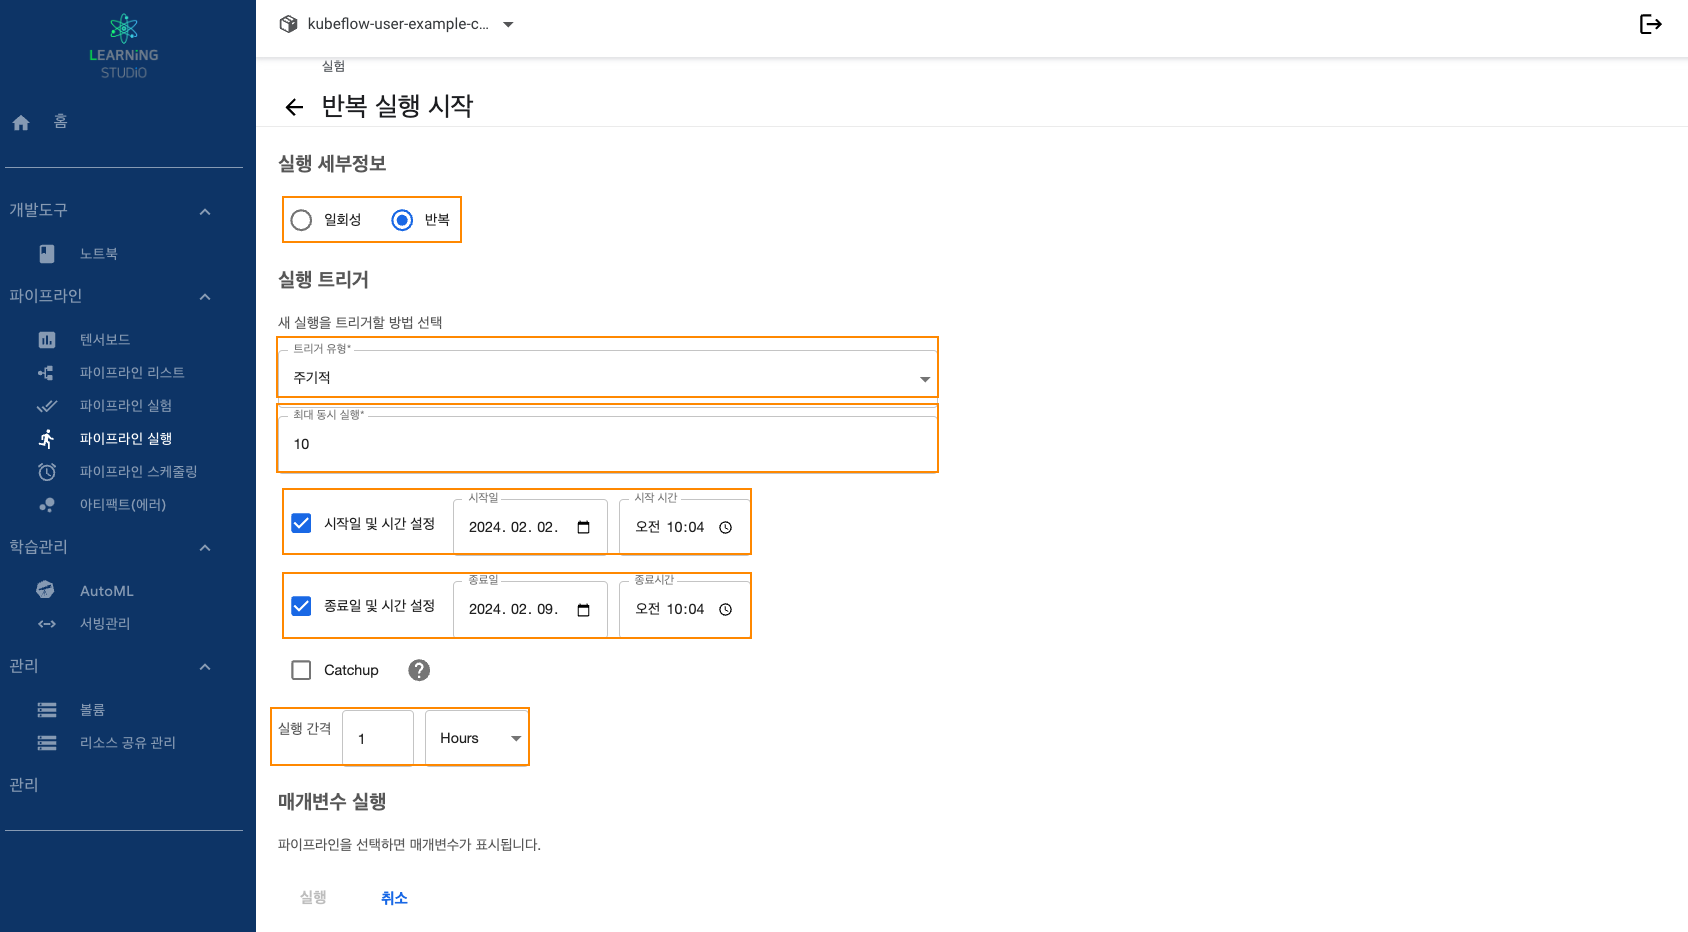 LEARNiNG
STUDiO
홈
개발도구
노트북
파이프라인
텐서보드
파이프라인 리스트
파이프라인 실험
파이프라인 실행
파이프라인 스케줄링
아티팩트(에러)
학습관리
AutoML
서빙관리
관리
볼륨
리소스 공유 관리
관리
kubeflow-user-example-c...
실험
반복 실행 시작
실행 세부정보
일회성 반복
실행 트리거
새 실행을 트리거할 방법 선택
트리거 유형*
주기적
최대 동시 실행*
10
시작일 및 시간 설정
시작일
2024. 02. 02.
시작 시간
오전 10:04
종료일 및 시간 설정
종료일
2024. 02. 09.
종료시간
오전 10:04
Catchup ?
실행 간격 1 Hours
매개변수 실행
파이프라인을 선택하면 매개변수가 표시됩니다.
실행 취소